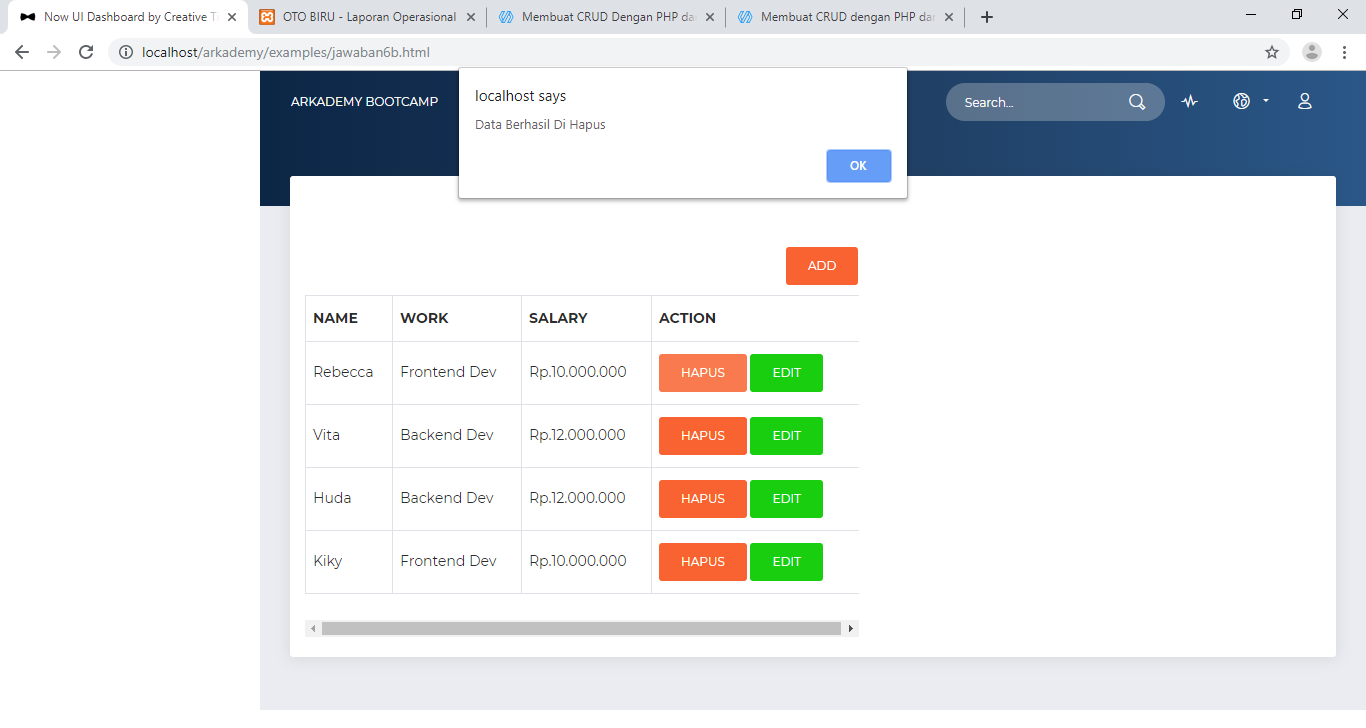 Now UI Dashboard by Creative T
OTO BIRU - Laporan Operasional
Membuat CRUD Dengan PHP da
Membuat CRUD dengan PHP da
localhost/arkademy/examples/jawaban6b.html
ARKADEMY BOOTCAMP
localhost says
Data Berhasil Di Hapus
OK
Search...
ADD
NAME WORK SALARY ACTION
Rebecca Frontend Dev Rp.10.000.000 HAPUS EDIT
Vita Backend Dev Rp.12.000.000 HAPUS EDIT
Huda Backend Dev Rp.12.000.000 HAPUS EDIT
Kiky Frontend Dev Rp.10.000.000 HAPUS EDIT